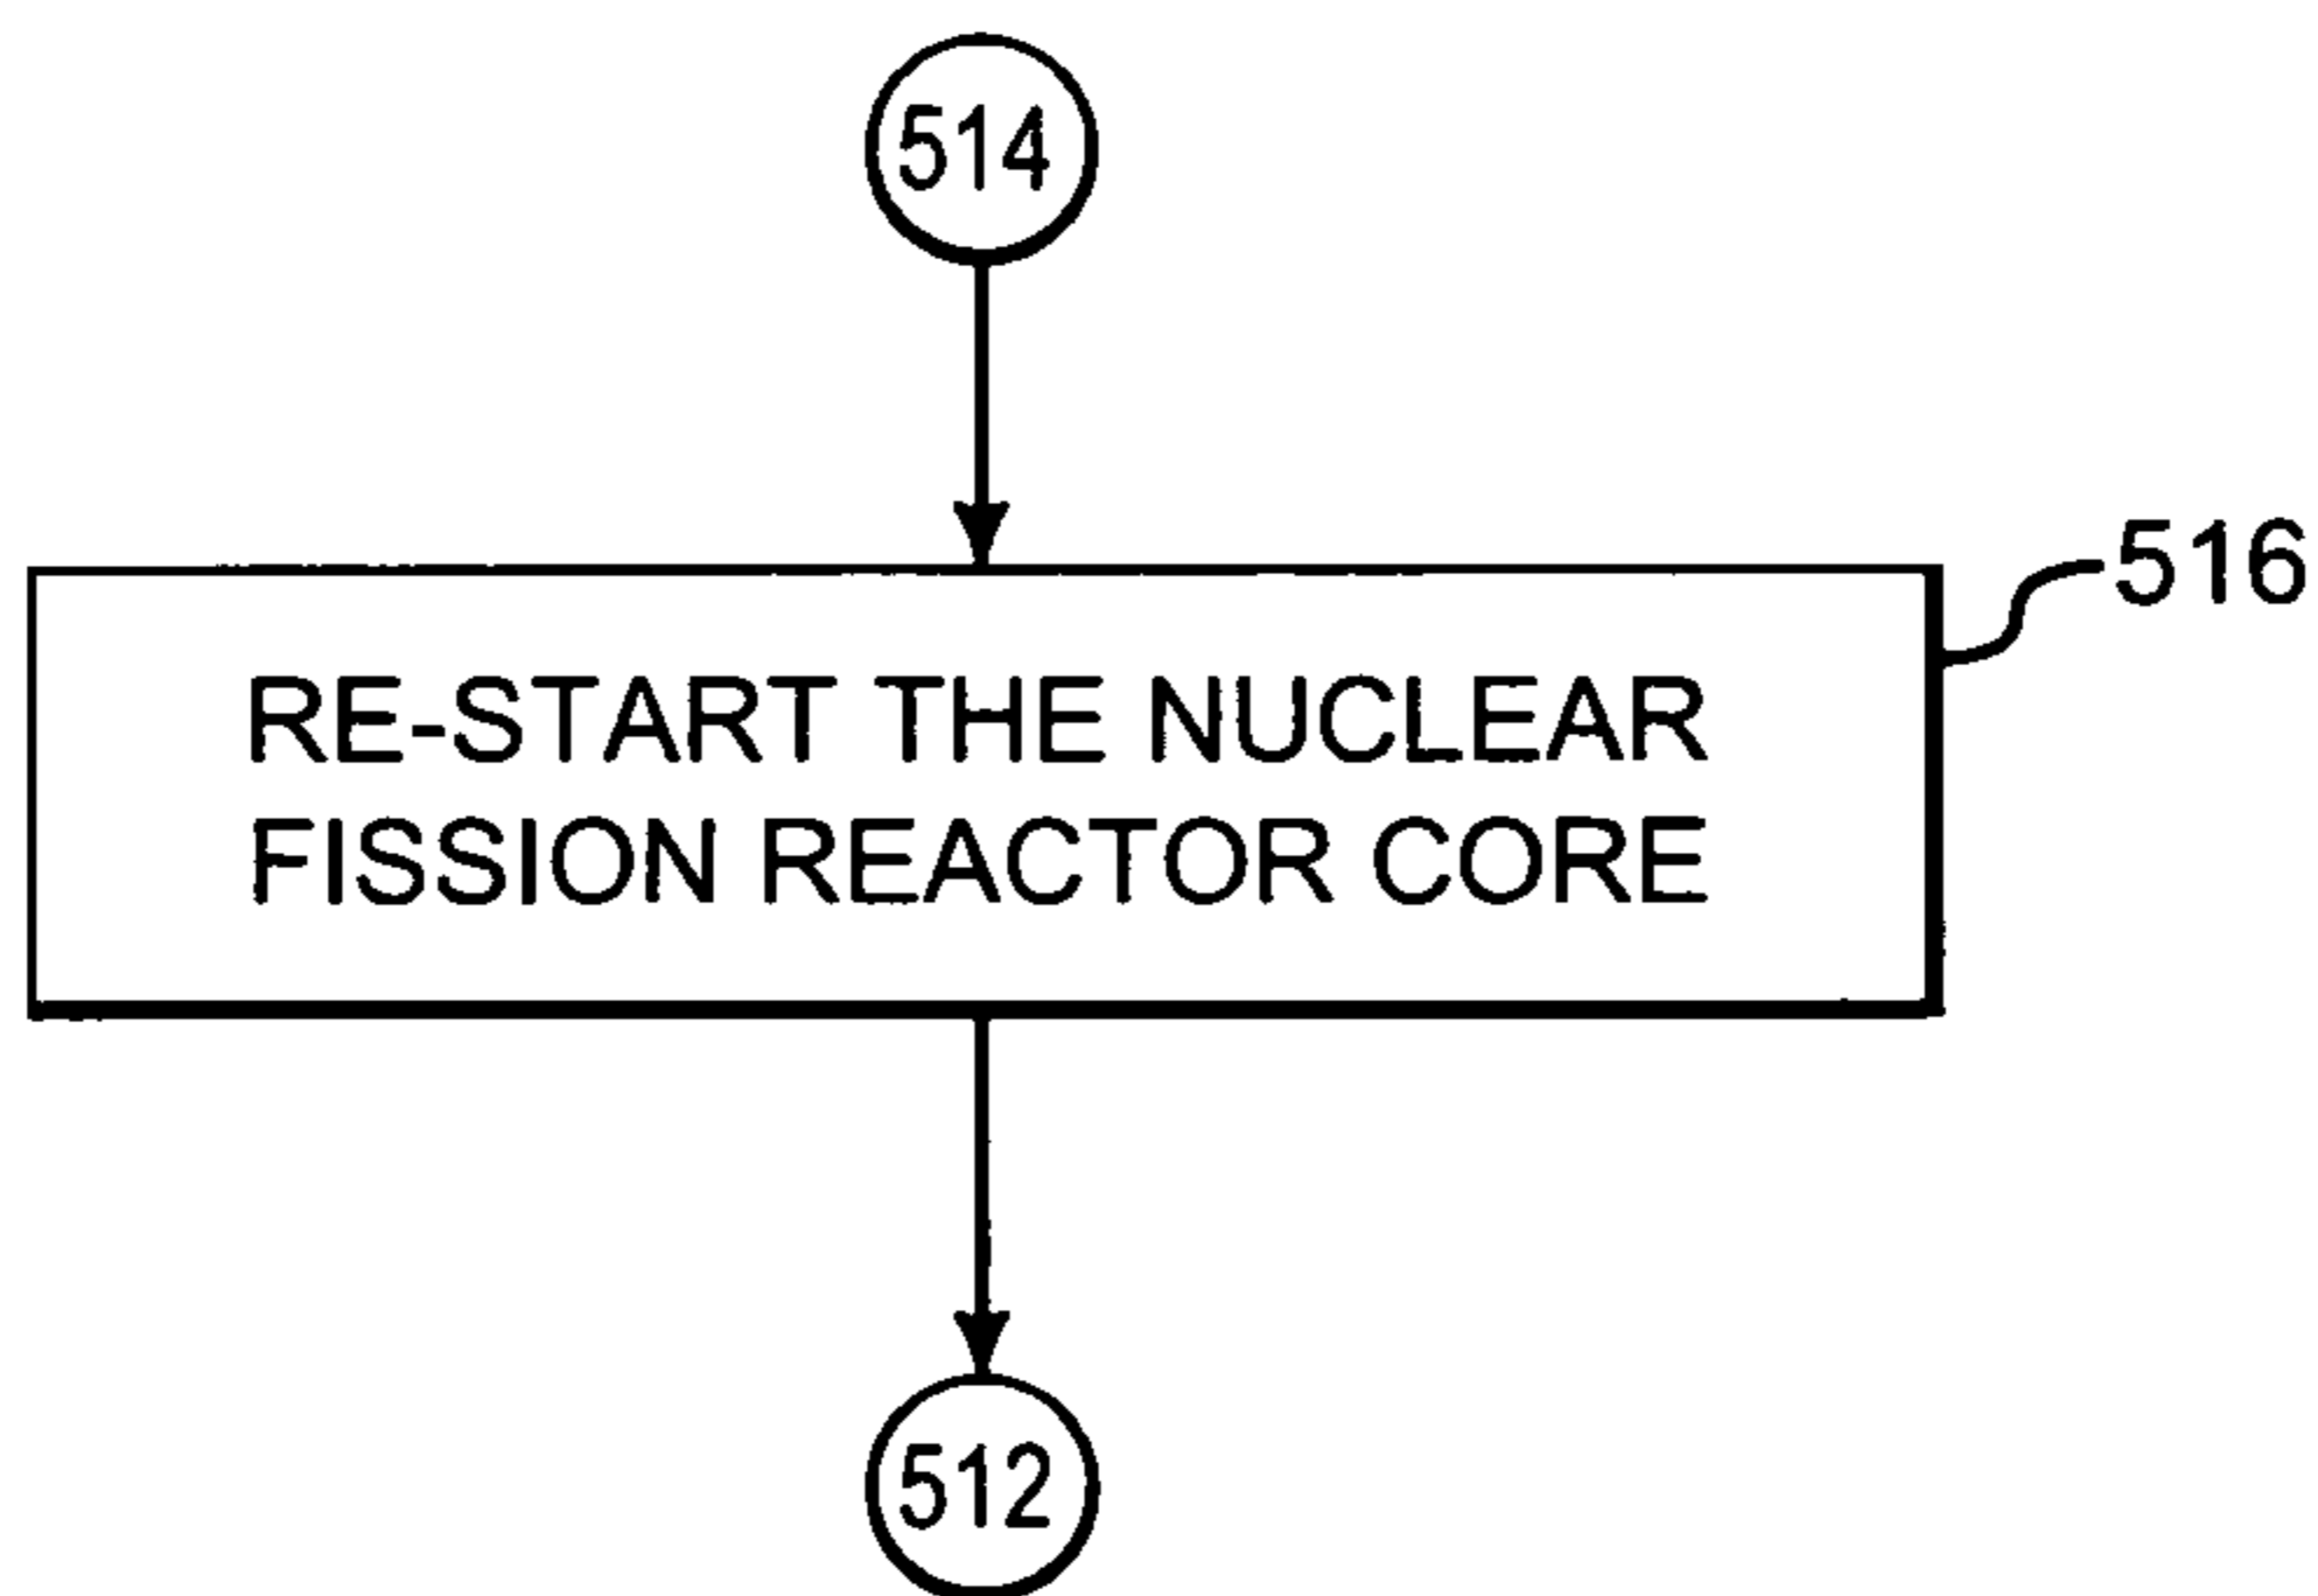 514
516
RE-START THE NUCLEAR
FISSION REACTOR CORE
512